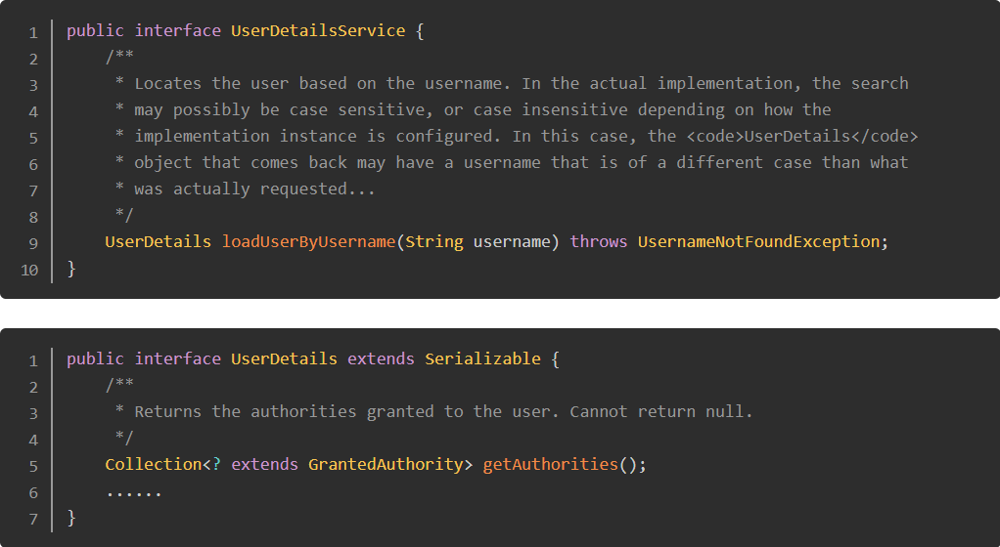 1 public interface UserDetailsService {
2     /**
3      * Locates the user based on the username. In the actual implementation, the search
4      * may possibly be case sensitive, or case insensitive depending on how the
5      * implementation instance is configured. In this case, the <code>UserDetails</code>
6      * object that comes back may have a username that is of a different case than what
7      * was actually requested...
8      */
9     UserDetails loadUserByUsername(String username) throws UsernameNotFoundException;
10 }
1 public interface UserDetails extends Serializable {
2     /**
3      * Returns the authorities granted to the user. Cannot return null.
4      */
5     Collection<? extends GrantedAuthority> getAuthorities();
6     ......
7 }